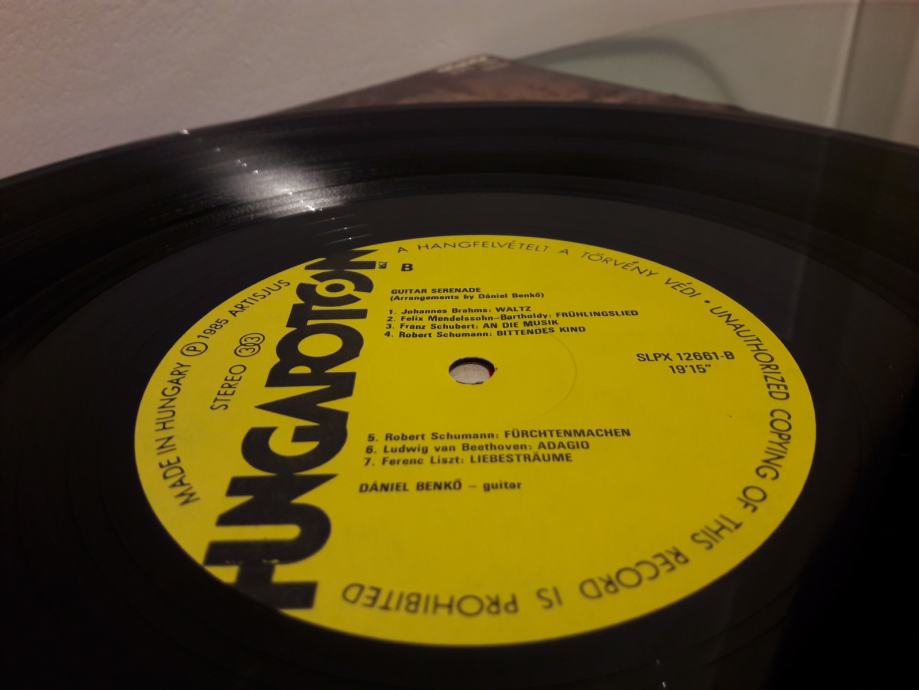 A HANGFELVÉTELT A TÖRVÉNY VÉDI • UNAUTHORIZED COPYING OF THIS RECORD IS PROHIBITED
MADE IN HUNGARY Ⓟ 1985 ARTISJUS
STEREO 33
HUNGAROTON
B
GUITAR SERENADE
(Arrangements by Dániel Benkő)
1. Johannes Brahms: WALTZ
2. Felix Mendelssohn-Bartholdy: FRÜHLINGSLIED
3. Franz Schubert: AN DIE MUSIK
4. Robert Schumann: BITTENDES KIND
SLPX 12661-B
19'15"
5. Robert Schumann: FÜRCHTENMACHEN
6. Ludwig van Beethoven: ADAGIO
7. Ferenc Liszt: LIEBESTRÄUME
DÁNIEL BENKŐ – guitar